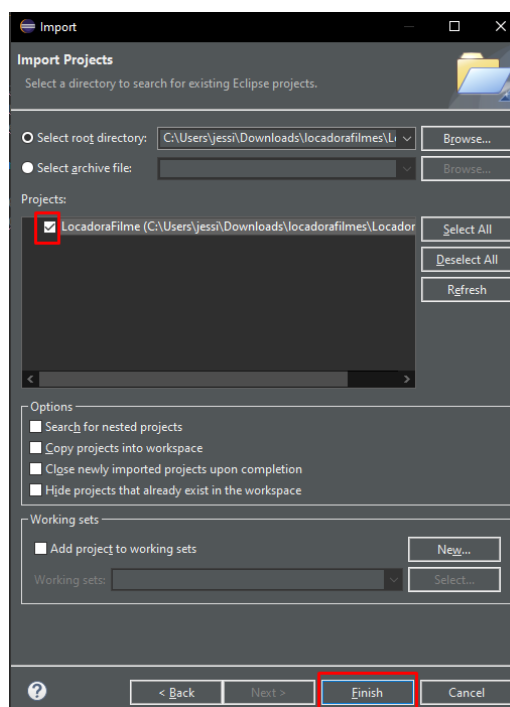 Import
Import Projects
Select a directory to search for existing Eclipse projects.
Select root directory: C:\Users\jessi\Downloads\locadorafilmes\L Browse...
Select archive file: Browse...
Projects:
LocadoraFilme (C:\Users\jessi\Downloads\locadorafilmes\Locador
Select All
Deselect All
Refresh
Options
Search for nested projects
Copy projects into workspace
Close newly imported projects upon completion
Hide projects that already exist in the workspace
Working sets
Add project to working sets New...
Working sets: Select...
? < Back Next > Finish Cancel